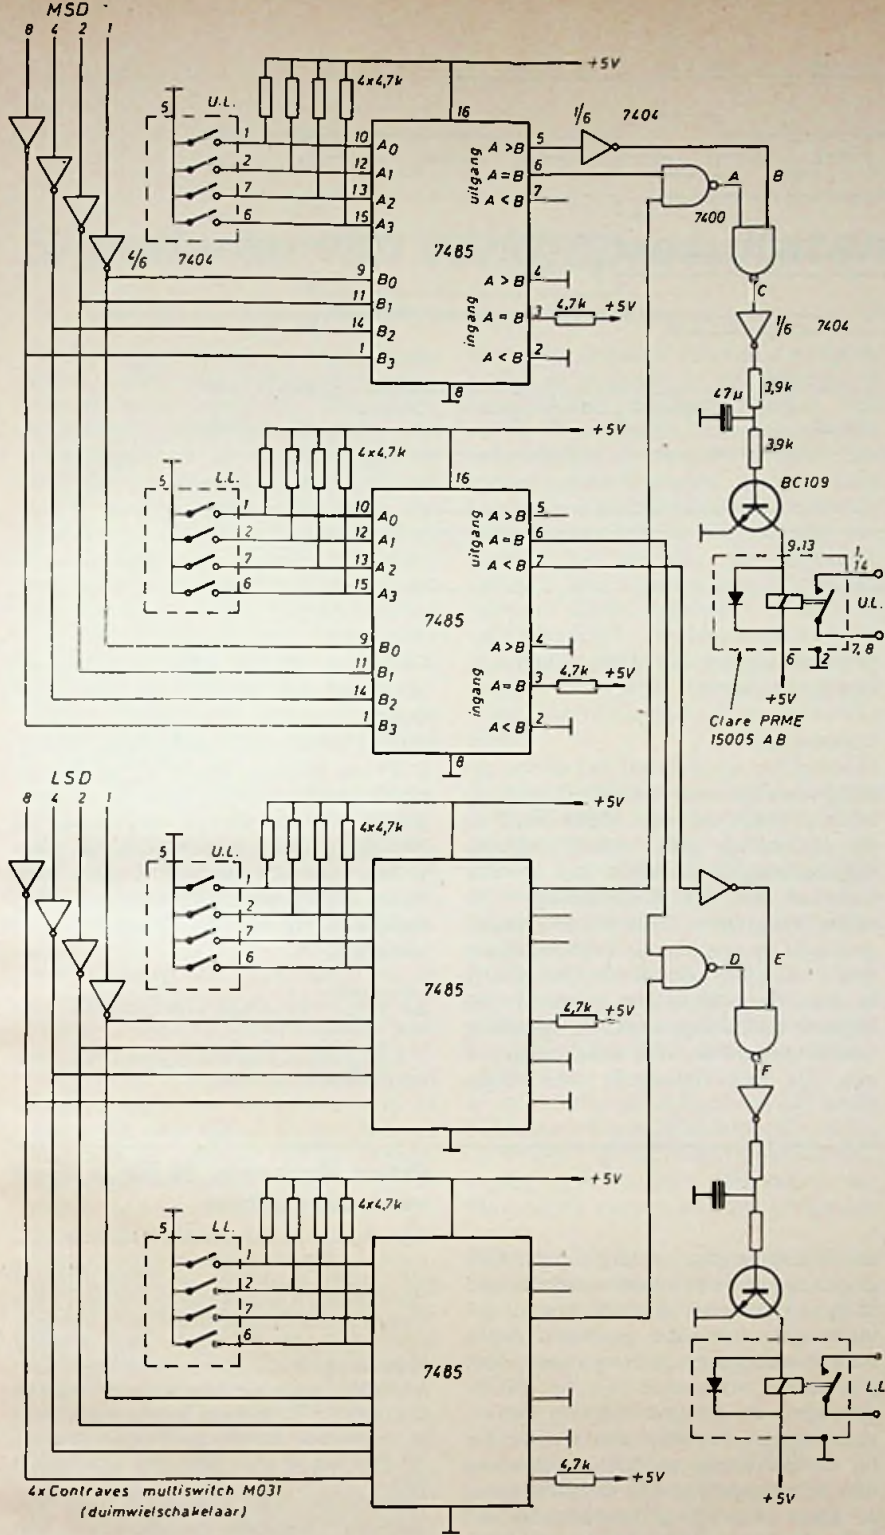 MSD
8 4 2 1
+5V
4x4,7k
5 U.L.
1
2
7
6
16
10 A0
12 A1
13 A2
15 A3
9 B0
11 B1
14 B2
1 B3
4/6 7404
7485
uitgang
A > B 5
A = B 6
A < B 7
ingang
A > B 4
A = B 3
A < B 2
4,7k +5V
8
1/6 7404
A B
7400
C
1/6 7404
47µ
3,9k
3,9k
BC109
9,13
1,
14
U.L.
7, 8
6 2
+5V
Clare PRME
15005 AB
+5V
4x4,7k
5 L.L.
1
2
7
6
16
10 A0
12 A1
13 A2
15 A3
9 B0
11 B1
14 B2
1 B3
7485
uitgang
A > B 5
A = B 6
A < B 7
ingang
A > B 4
A = B 3
A < B 2
4,7k +5V
8
LSD
8 4 2 1
+5V
4x4,7k
5 U.L.
1
2
7
6
7485
4,7k +5V
D E
F
+5V
4x4,7k
5 L.L.
1
2
7
6
7485
4,7k +5V
L.L
+5V
4x Contraves multiswitch M031
(duimwielschakelaar)